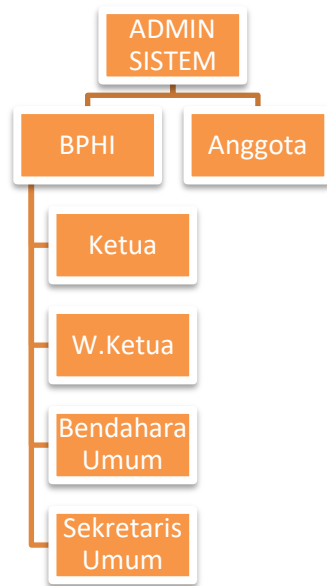 ADMIN
SISTEM
BPHI
Anggota
Ketua
W.Ketua
Bendahara
Umum
Sekretaris
Umum